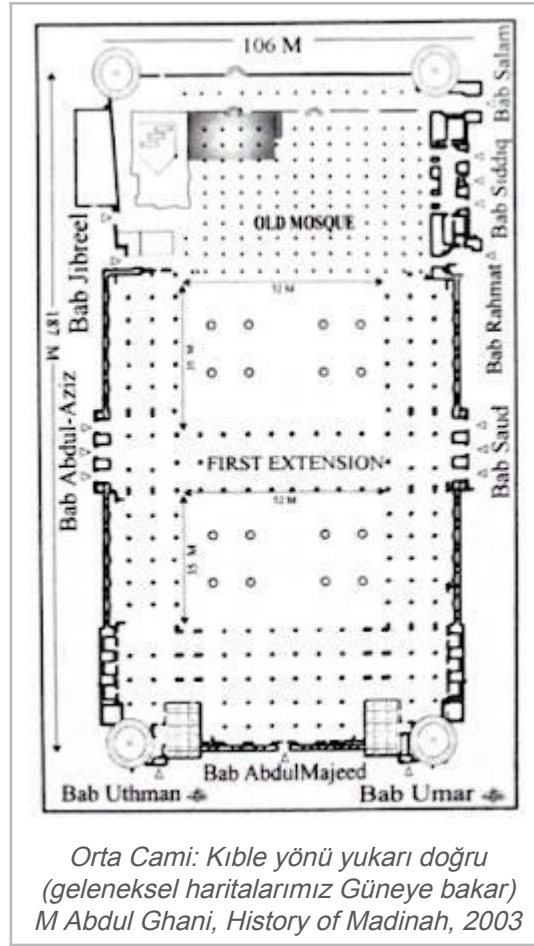 106 M
Bab Salam
Bab Siddiq
OLD MOSQUE
Bab Jibreel
Bab Rahmat
187 M
52 M
35 M
Bab Abdul-Aziz
FIRST EXTENSION
Bab Saud
52 M
35 M
Bab AbdulMajeed
Bab Uthman
Bab Umar
Orta Cami: Kıble yönü yukarı doğru
(geleneksel haritalarımız Güneye bakar)
M Abdul Ghani, History of Madinah, 2003